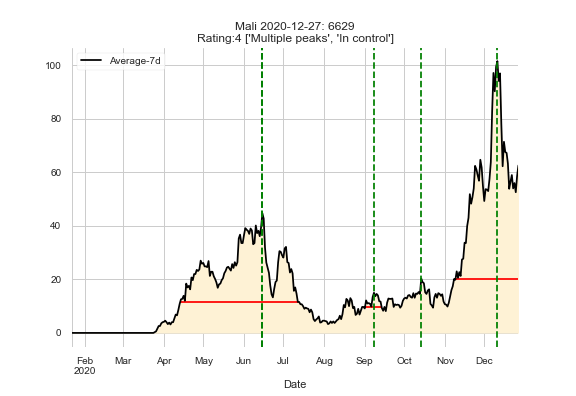 Mali 2020-12-27: 6629
Rating:4 ['Multiple peaks', 'In control']
Average-7d
100
80
60
40
20
0
Feb Mar Apr May Jun Jul Aug Sep Oct Nov Dec
2020
Date